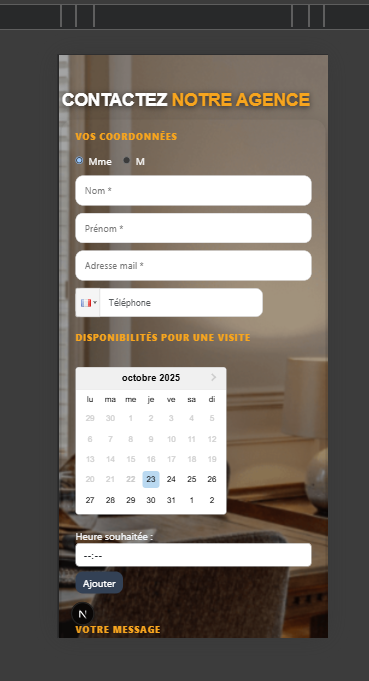 CONTACTEZ NOTRE AGENCE
VOS COORDONNÉES
Mme M
Nom *
Prénom *
Adresse mail *
Téléphone
DISPONIBILITÉS POUR UNE VISITE
octobre 2025
lu ma me je ve sa di
29 30 1 2 3 4 5
6 7 8 9 10 11 12
13 14 15 16 17 18 19
20 21 22 23 24 25 26
27 28 29 30 31 1 2
Heure souhaitée :
--:--
Ajouter
N
VOTRE MESSAGE